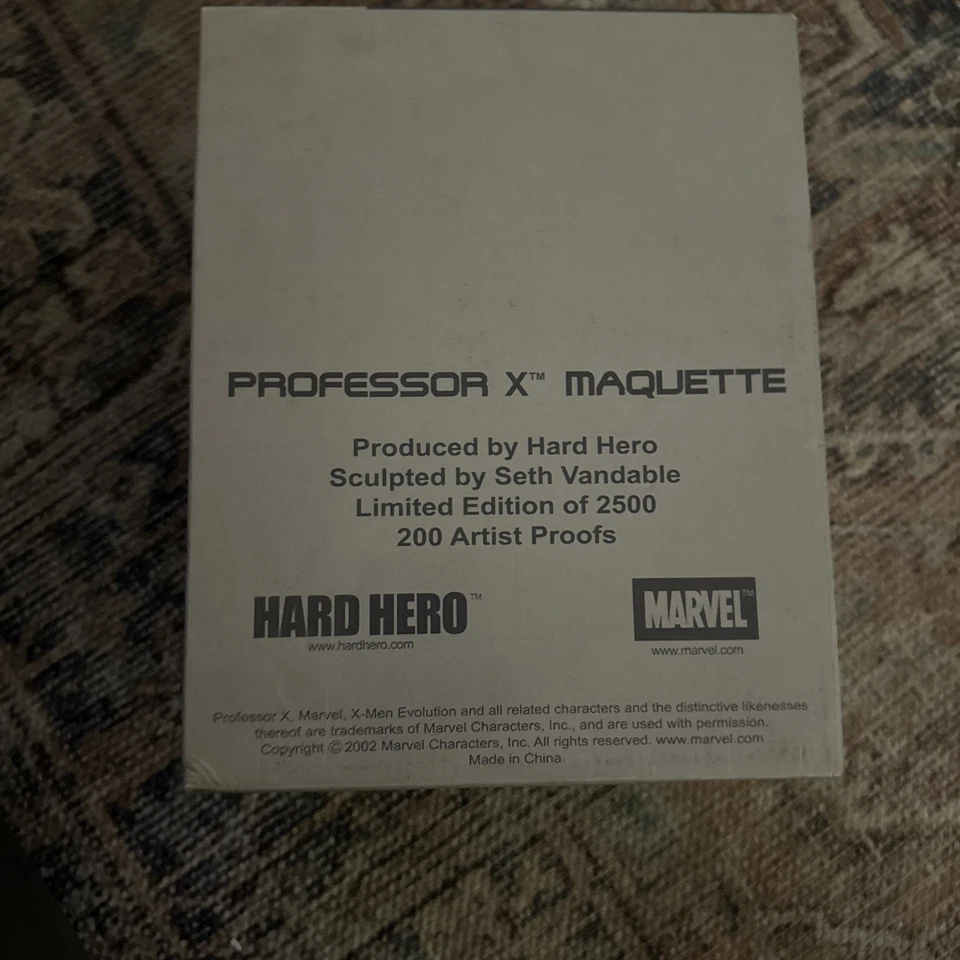 PROFESSOR X™ MAQUETTE
Produced by Hard Hero
Sculpted by Seth Vandable
Limited Edition of 2500
200 Artist Proofs
HARD HERO™
www.hardhero.com
MARVEL™
www.marvel.com
Professor X, Marvel, X-Men Evolution and all related characters and the distinctive likenesses
thereof are trademarks of Marvel Characters, Inc., and are used with permission.
Copyright © 2002 Marvel Characters, Inc. All rights reserved. www.marvel.com
Made in China